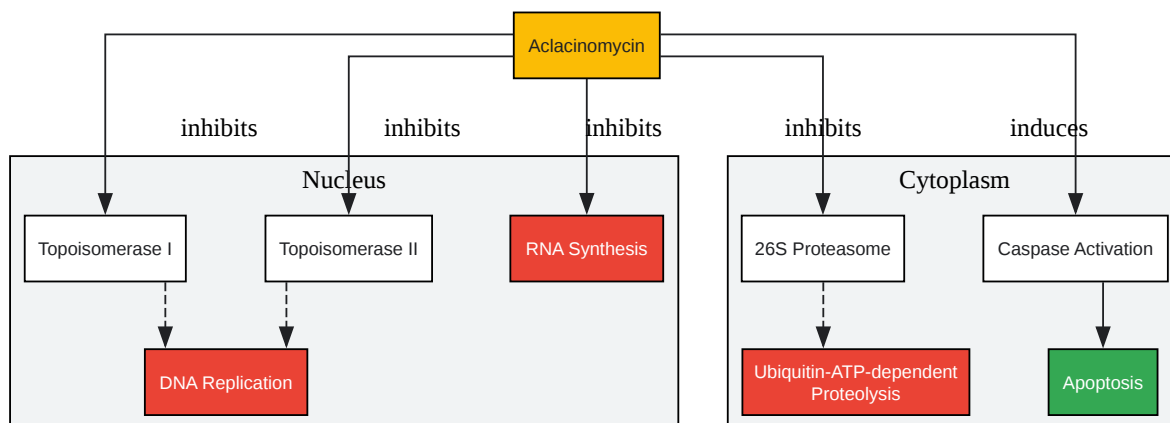 Aclacinomycin
inhibits
inhibits
inhibits
inhibits
induces
Nucleus
Cytoplasm
Topoisomerase I
Topoisomerase II
RNA Synthesis
26S Proteasome
Caspase Activation
DNA Replication
Ubiquitin-ATP-dependent
Proteolysis
Apoptosis